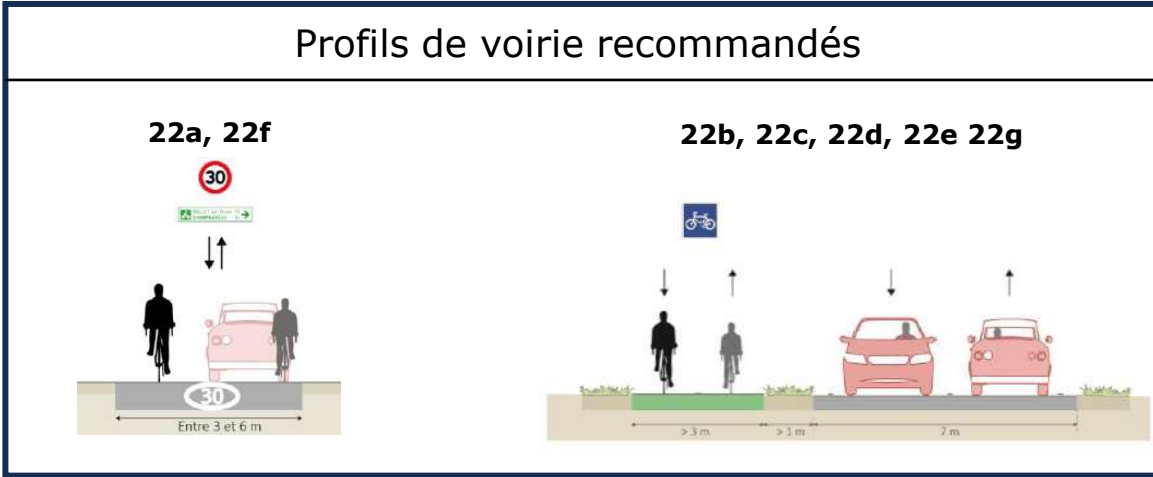 Profils de voirie recommandés
22a, 22f
30
30
Entre 3 et 6 m
22b, 22c, 22d, 22e 22g
> 3 m
> 1 m
7 m